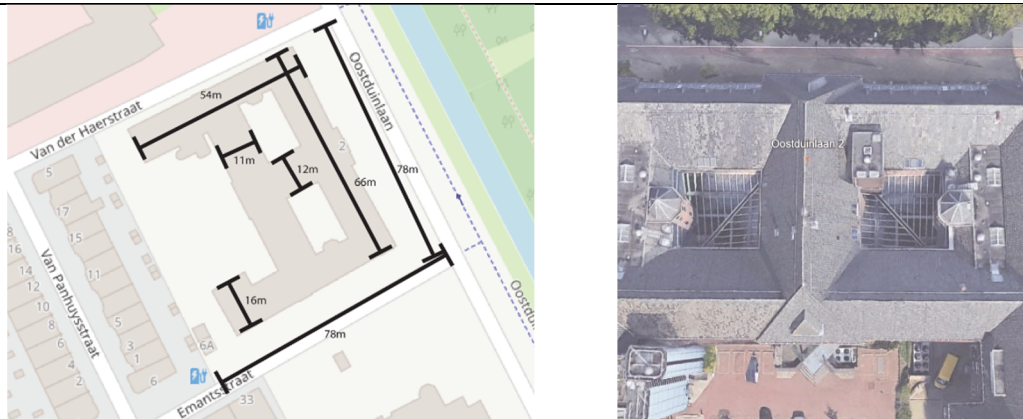 Van der Haerstraat
54m
11m
12m
66m
78m
Oostduinlaan
2
5
17
15
11
5
3
1
6
6A
16m
78m
Van Panhuysstraat
8
16
14
12
10
8
6
4
2
Emantsstraat
33
Oostdu
Oostduinlaan 2